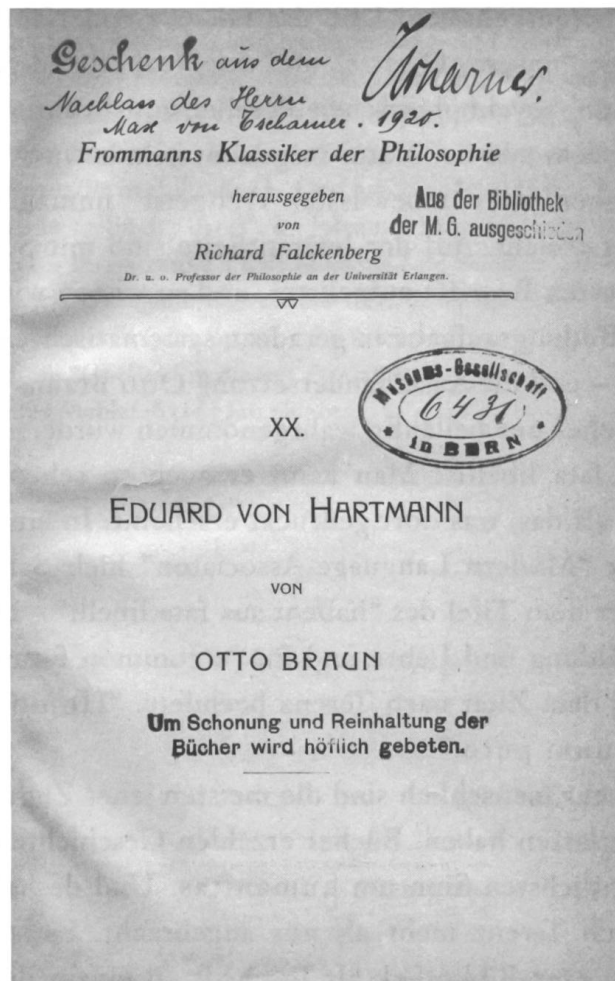 Geschenk aus dem
Nachlass des Herrn
Max von Tscharner. 1920.
Tscharner.
Frommanns Klassiker der Philosophie
herausgegeben
von
Richard Falckenberg
Dr. u. o. Professor der Philosophie an der Universität Erlangen.
Aus der Bibliothek
der M. G. ausgeschieden
Museums-Gesellschaft
6431
in BERN
XX.
EDUARD VON HARTMANN
VON
OTTO BRAUN
Um Schonung und Reinhaltung der
Bücher wird höflich gebeten.